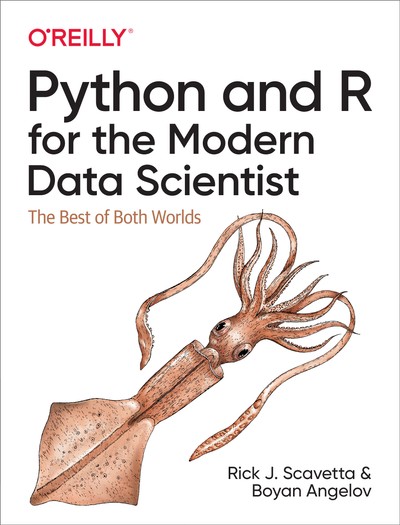 O'REILLY®
Python and R
for the Modern
Data Scientist
The Best of Both Worlds
Rick J. Scavetta &
Boyan Angelov